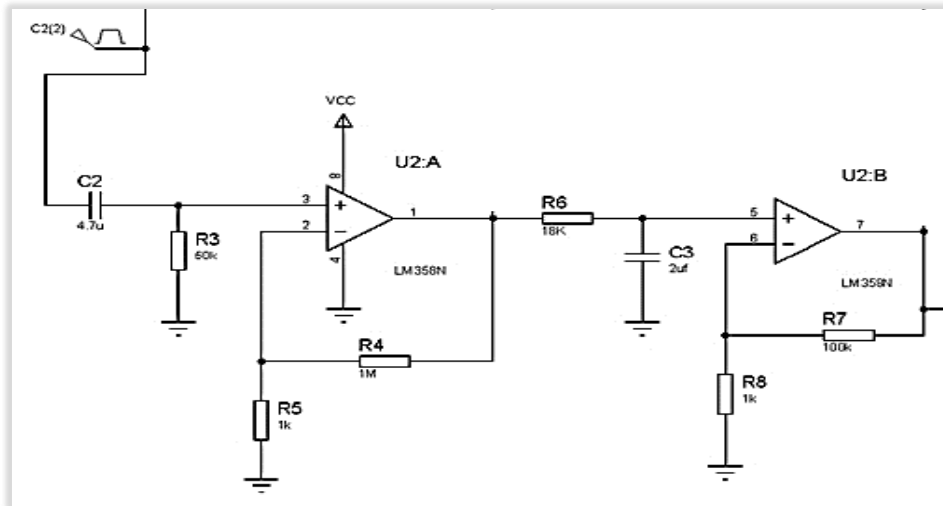 C2(2)
VCC
U2:A
U2:B
C2
4.7u
8
3
2
1
4
R3
LM358N
R6
18K
C3
2uf
5
6
7
LM358N
R4
1M
R5
1k
R7
100k
R8
1k